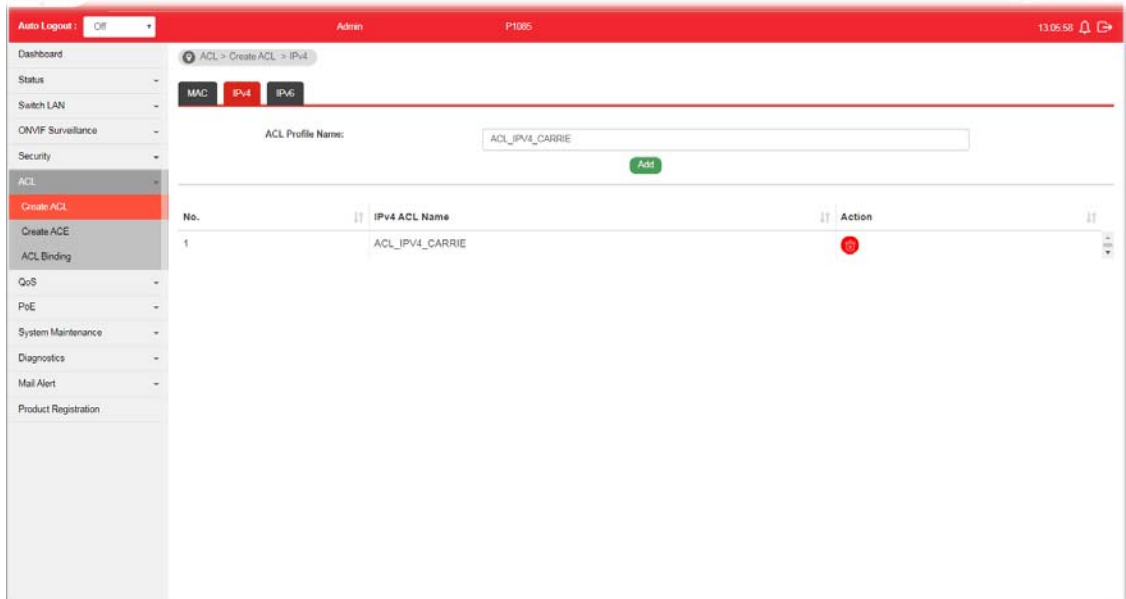 Auto Logout : Off Admin P1085 13:05:58
Dashboard
ACL > Create ACL > IPv4
Status
MAC IPv4 IPv6
Switch LAN
ONVIF Surveillance
ACL Profile Name: ACL_IPV4_CARRIE
Security
Add
ACL
Create ACL
No. IPv4 ACL Name Action
Create ACE
1 ACL_IPV4_CARRIE
ACL Binding
QoS
PoE
System Maintenance
Diagnostics
Mail Alert
Product Registration